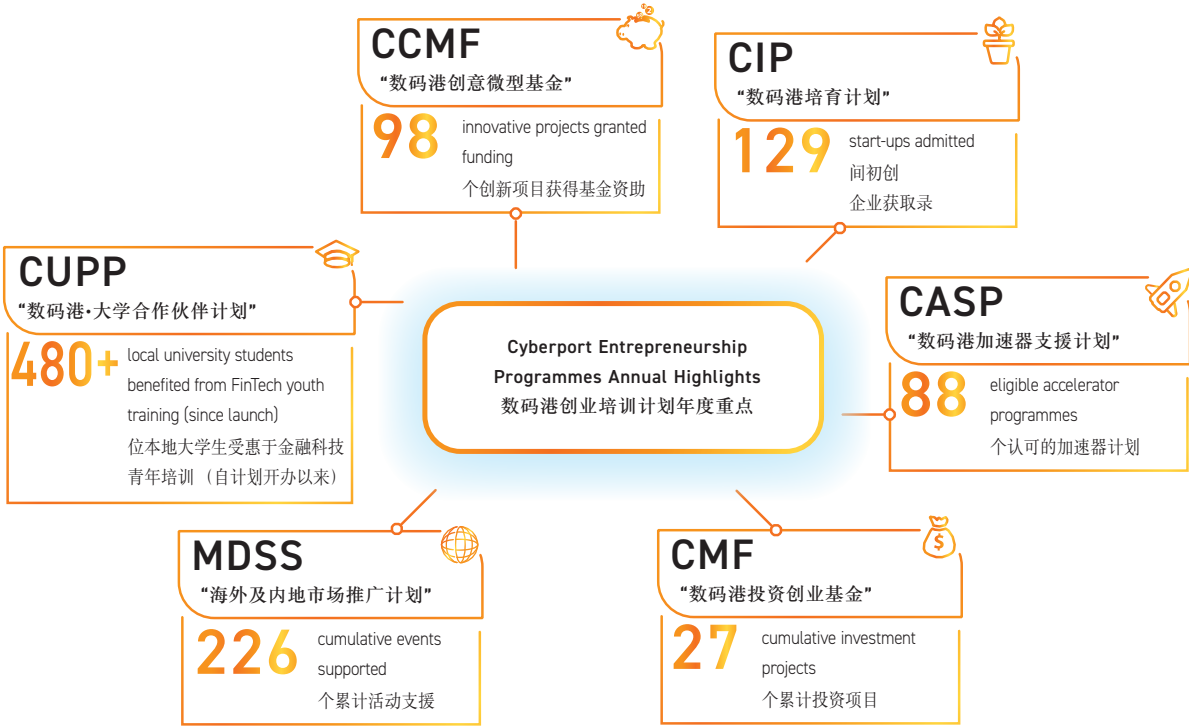 CCMF
“数码港创意微型基金”
98
innovative projects granted
funding
个创新项目获得基金资助
CIP
“数码港培育计划”
129
start-ups admitted
间初创
企业获取录
CUPP
“数码港·大学合作伙伴计划”
480+
local university students
benefited from FinTech youth
training (since launch)
位本地大学生受惠于金融科技
青年培训 （自计划开办以来）
Cyberport Entrepreneurship
Programmes Annual Highlights
数码港创业培训计划年度重点
CASP
“数码港加速器支援计划”
88
eligible accelerator
programmes
个认可的加速器计划
MDSS
“海外及内地市场推广计划”
226
cumulative events
supported
个累计活动支援
CMF
“数码港投资创业基金”
27
cumulative investment
projects
个累计投资项目
$